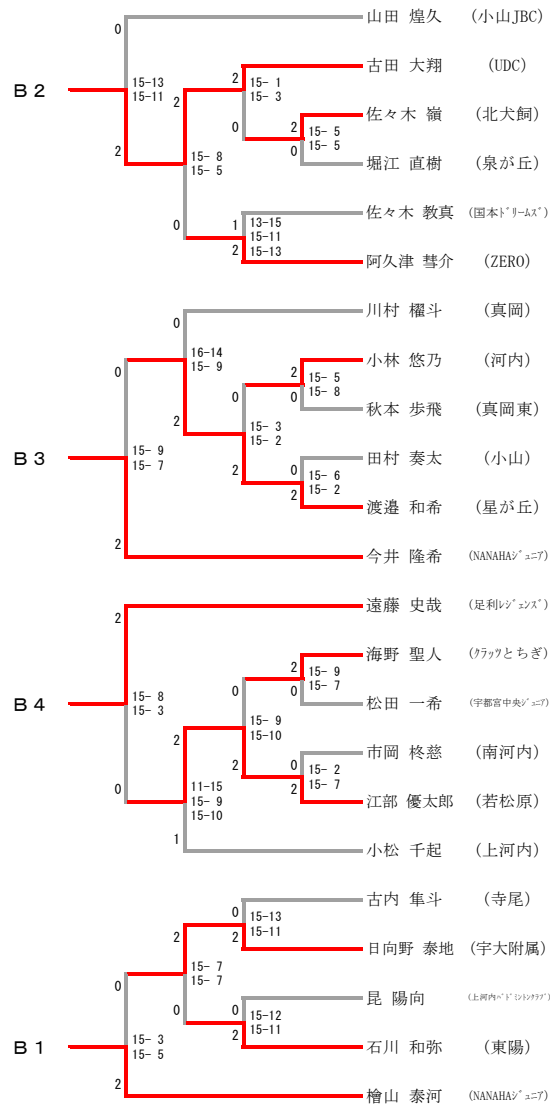 0 山田 煌久 (小山JBC)
B2 15-13 2 15- 1 古田 大翔 (UDC)
15-11 2 15- 3
0 2 15- 5 佐々木 嶺 (北犬飼)
2 15- 8 0 15- 5 堀江 直樹 (泉が丘)
15- 5
0 1 13-15 佐々木 教真 (国本ドリームズ)
15-11
2 15-13 阿久津 彗介 (ZERO)
0 川村 櫂斗 (真岡)
0 16-14 2 15- 5 小林 悠乃 (河内)
15- 9 0 0 15- 8 秋本 歩飛 (真岡東)
2 15- 3
B3 15- 9 15- 2 0 15- 6 田村 奏太 (小山)
15- 7 2 2 15- 2 渡邉 和希 (星が丘)
2 今井 隆希 (NANAHAジュニア)
2 遠藤 史哉 (足利レジェンズ)
2 15- 9 海野 聖人 (クラッツとちぎ)
B4 15- 8 0 0 15- 7 松田 一希 (宇都宮中央ジュニア)
15- 3 2 15- 9
15-10 0 15- 2 市岡 柊慈 (南河内)
0 11-15 2 2 15- 7 江部 優太郎 (若松原)
15- 9
15-10
1 小松 千起 (上河内)
0 15-13 古内 隼斗 (寺尾)
2 2 15-11 日向野 泰地 (宇大附属)
0 15- 7
15- 7 0 0 15-12 昆 陽向 (上河内バドミントンクラブ)
B1 15- 3 2 15-11 石川 和弥 (東陽)
15- 5
2 檜山 泰河 (NANAHAジュニア)